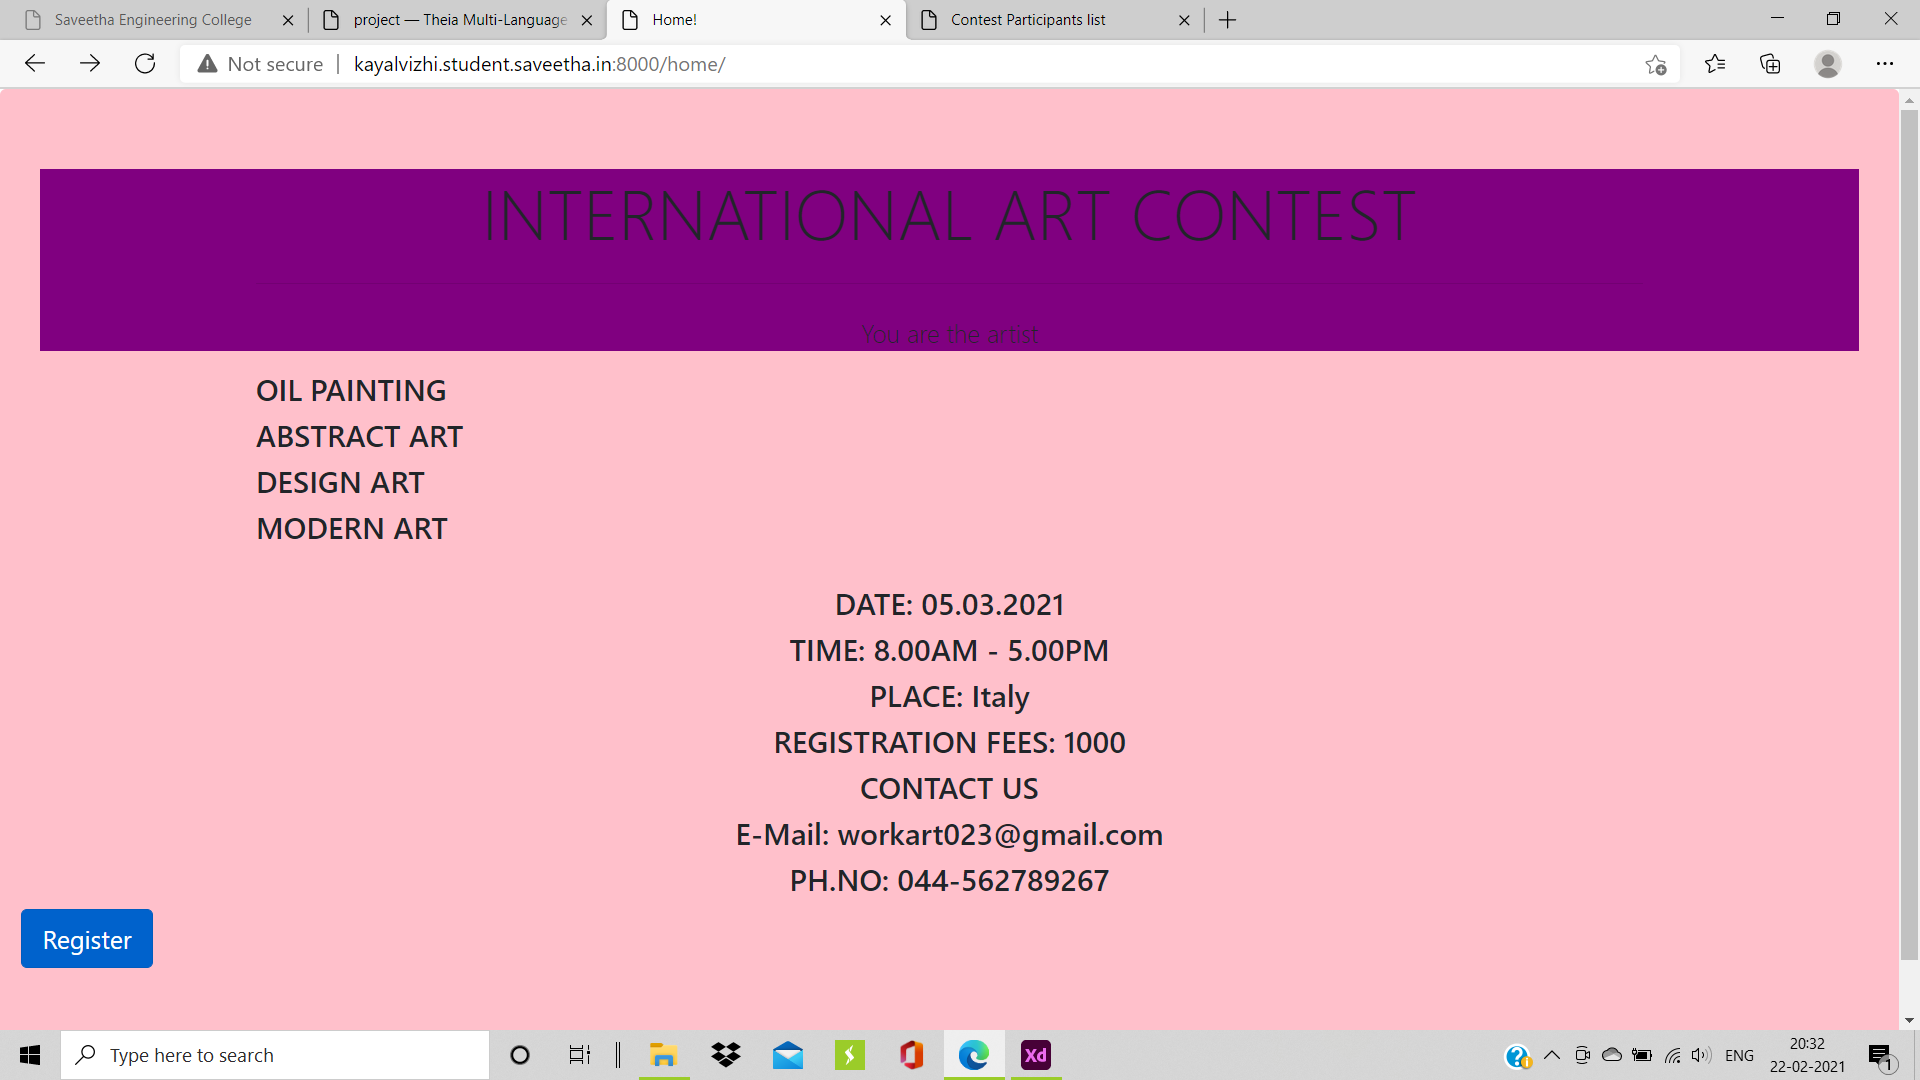 Saveetha Engineering College
project — Theia Multi-Language
Home!
Contest Participants list
Not secure
kayalvizhi.student.saveetha.in:8000/home/
INTERNATIONAL ART CONTEST
You are the artist
OIL PAINTING
ABSTRACT ART
DESIGN ART
MODERN ART
DATE: 05.03.2021
TIME: 8.00AM - 5.00PM
PLACE: Italy
REGISTRATION FEES: 1000
CONTACT US
E-Mail: workart023@gmail.com
PH.NO: 044-562789267
Register
Type here to search
Xd
ENG
20:32
22-02-2021
1